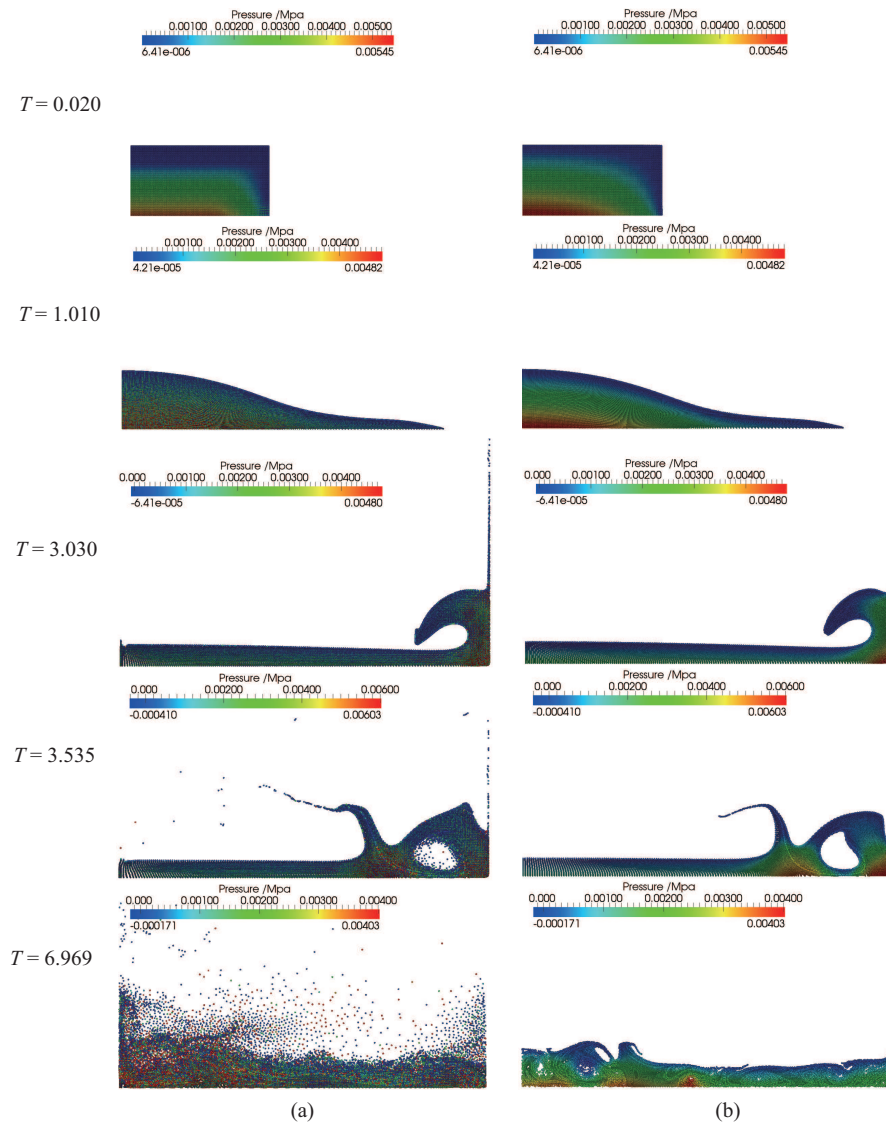 Pressure /Mpa
0.00100 0.00200 0.00300 0.00400 0.00500
6.41e-006 0.00545
Pressure /Mpa
0.00100 0.00200 0.00300 0.00400 0.00500
6.41e-006 0.00545
T = 0.020
Pressure /Mpa
0.00100 0.00200 0.00300 0.00400
4.21e-005 0.00482
Pressure /Mpa
0.00100 0.00200 0.00300 0.00400
4.21e-005 0.00482
T = 1.010
Pressure /Mpa
0.000 0.00100 0.00200 0.00300 0.00400
-6.41e-005 0.00480
Pressure /Mpa
0.000 0.00100 0.00200 0.00300 0.00400
-6.41e-005 0.00480
T = 3.030
Pressure /Mpa
0.000 0.00200 0.00400 0.00600
-0.000410 0.00603
Pressure /Mpa
0.000 0.00200 0.00400 0.00600
-0.000410 0.00603
T = 3.535
Pressure /Mpa
0.000 0.00100 0.00200 0.00300 0.00400
-0.000171 0.00403
Pressure /Mpa
0.000 0.00100 0.00200 0.00300 0.00400
-0.000171 0.00403
T = 6.969
(a) (b)